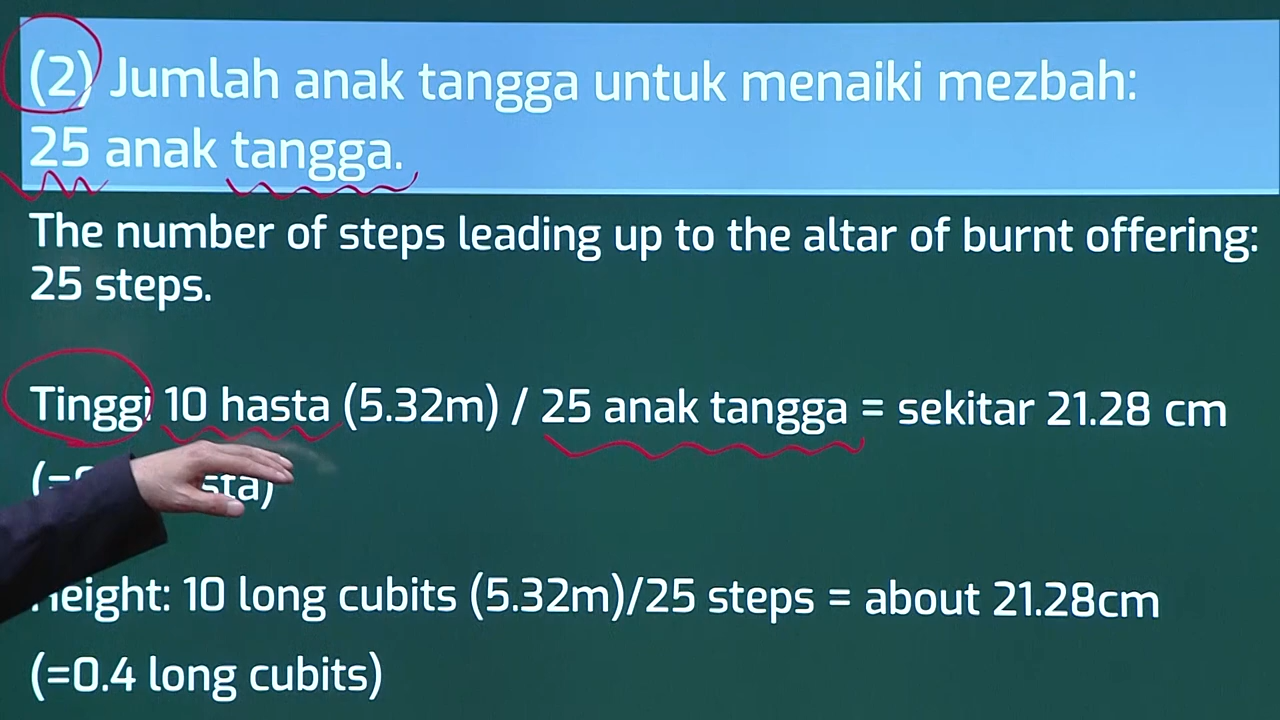 (2) Jumlah anak tangga untuk menaiki mezbah:
25 anak tangga.
The number of steps leading up to the altar of burnt offering:
25 steps.
Tinggi 10 hasta (5.32m) / 25 anak tangga = sekitar 21.28 cm
Height: 10 long cubits (5.32m)/25 steps = about 21.28cm
(=0.4 long cubits)